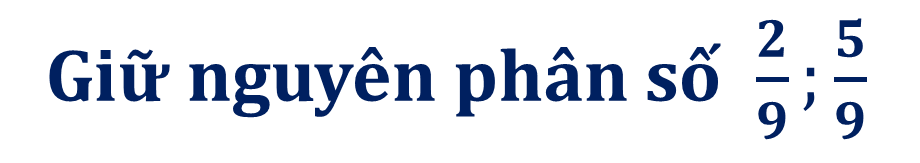 Giữ nguyên phân số 2/9 ; 5/9